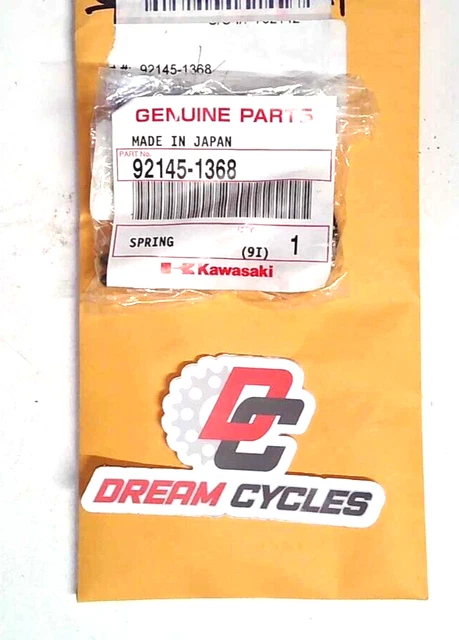 #: 92145-1368
GENUINE PARTS
MADE IN JAPAN
PART No.
92145-1368
SPRING
(9I) 1
Kawasaki
DC
DREAM CYCLES